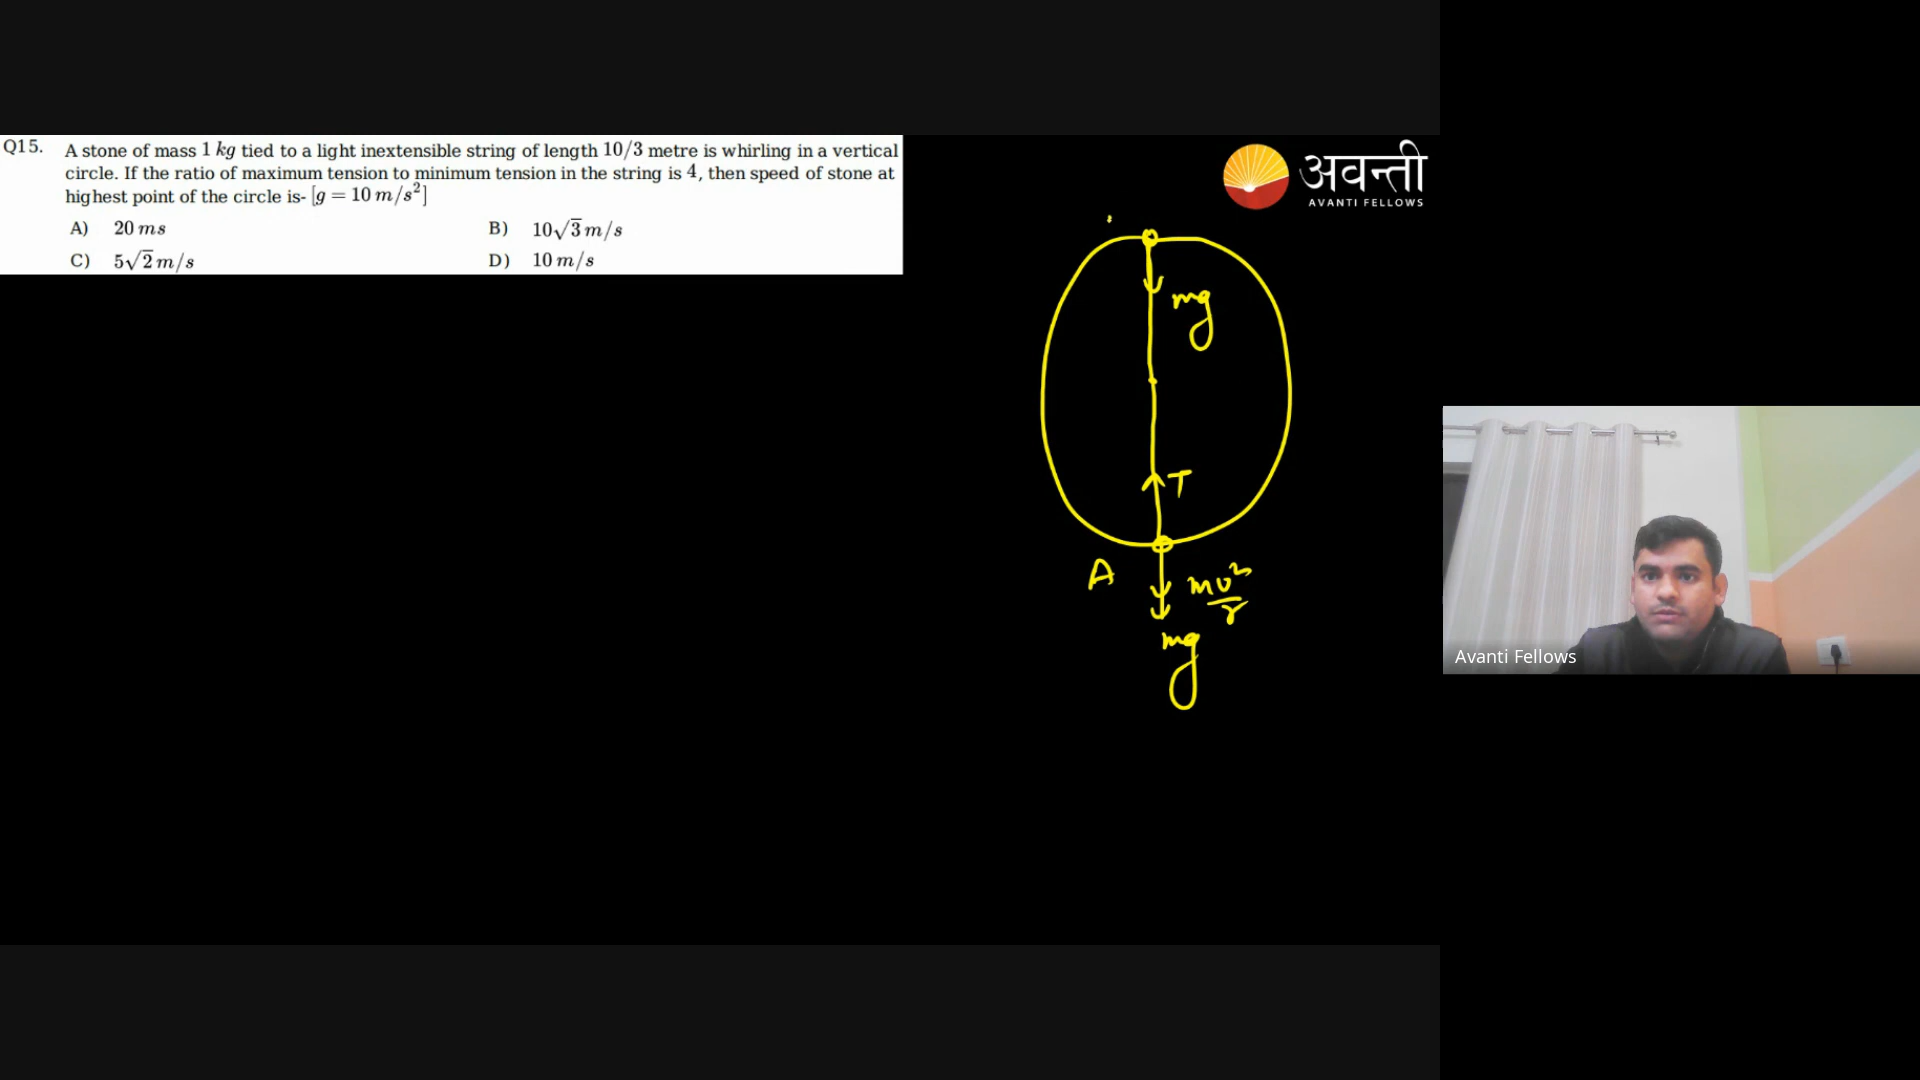 Q15. A stone of mass 1 kg tied to a light inextensible string of length 10/3 metre is whirling in a vertical
circle. If the ratio of maximum tension to minimum tension in the string is 4, then speed of stone at
highest point of the circle is- [g = 10 m/s²]
A) 20 ms B) 10√3 m/s
C) 5√2 m/s D) 10 m/s
अवन्ती
AVANTI FELLOWS
mg
T
A
mv²/r
mg
Avanti Fellows